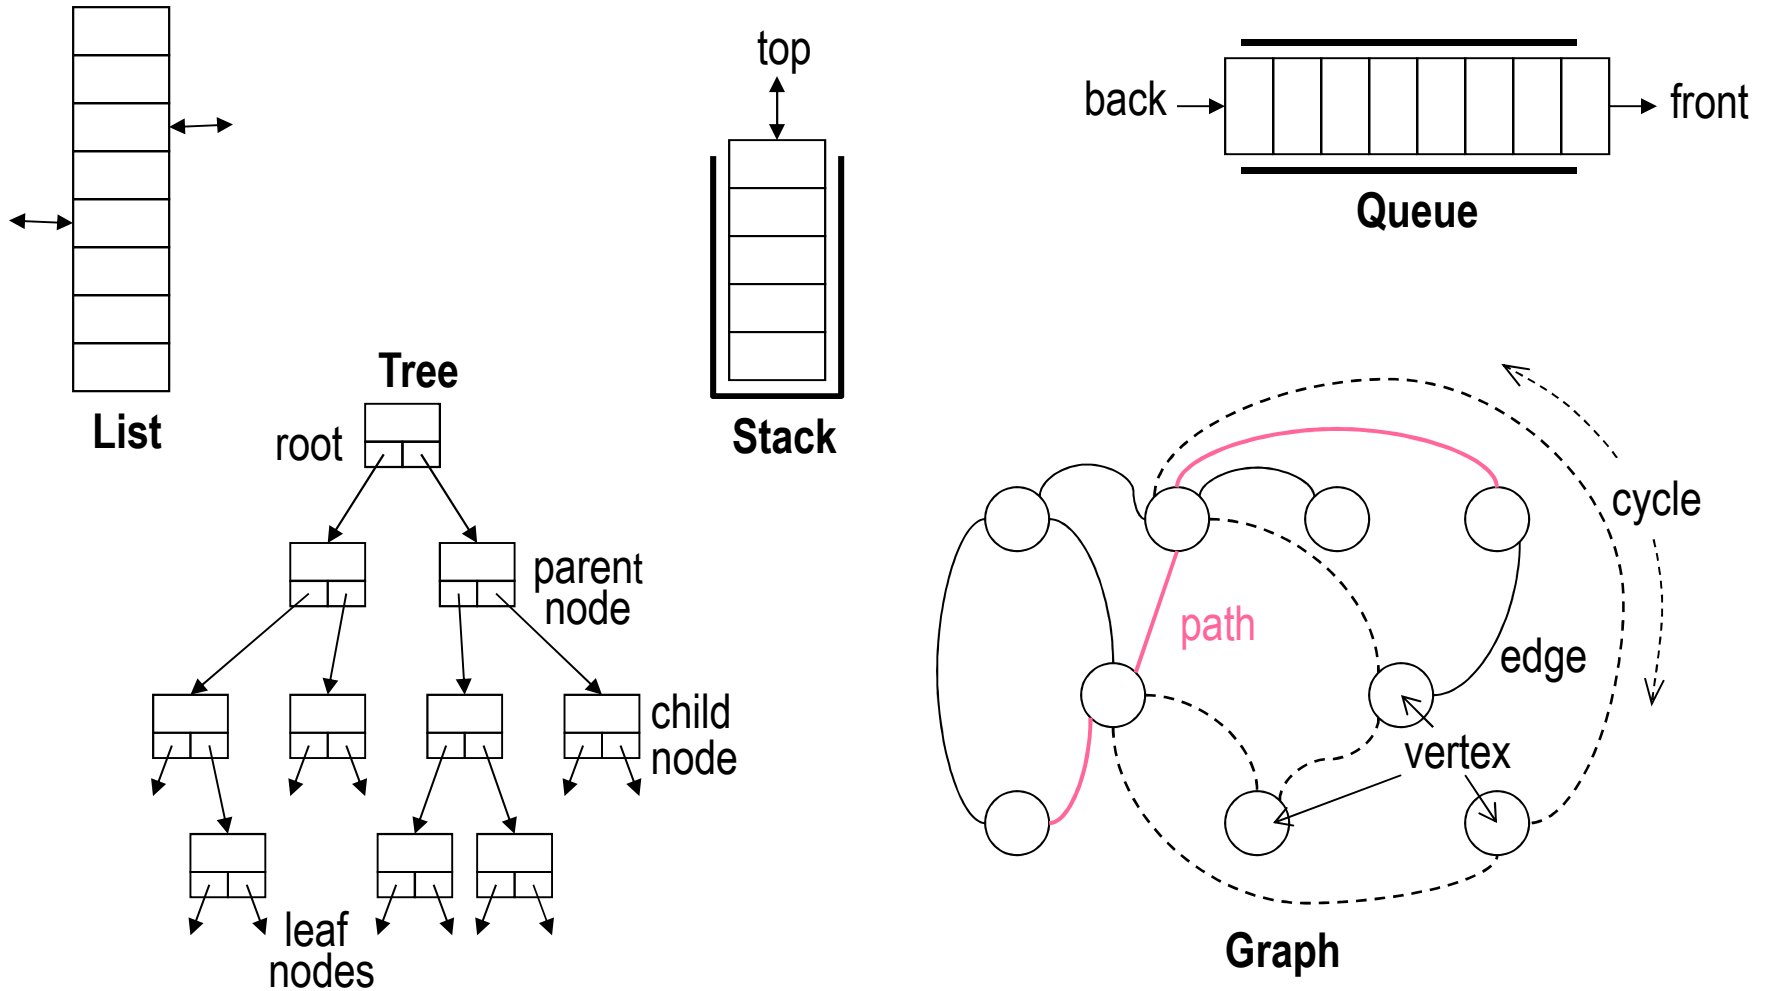 top
back
front
Queue
List
Tree
root
Stack
parent
node
child
node
leaf
nodes
cycle
path
edge
vertex
Graph